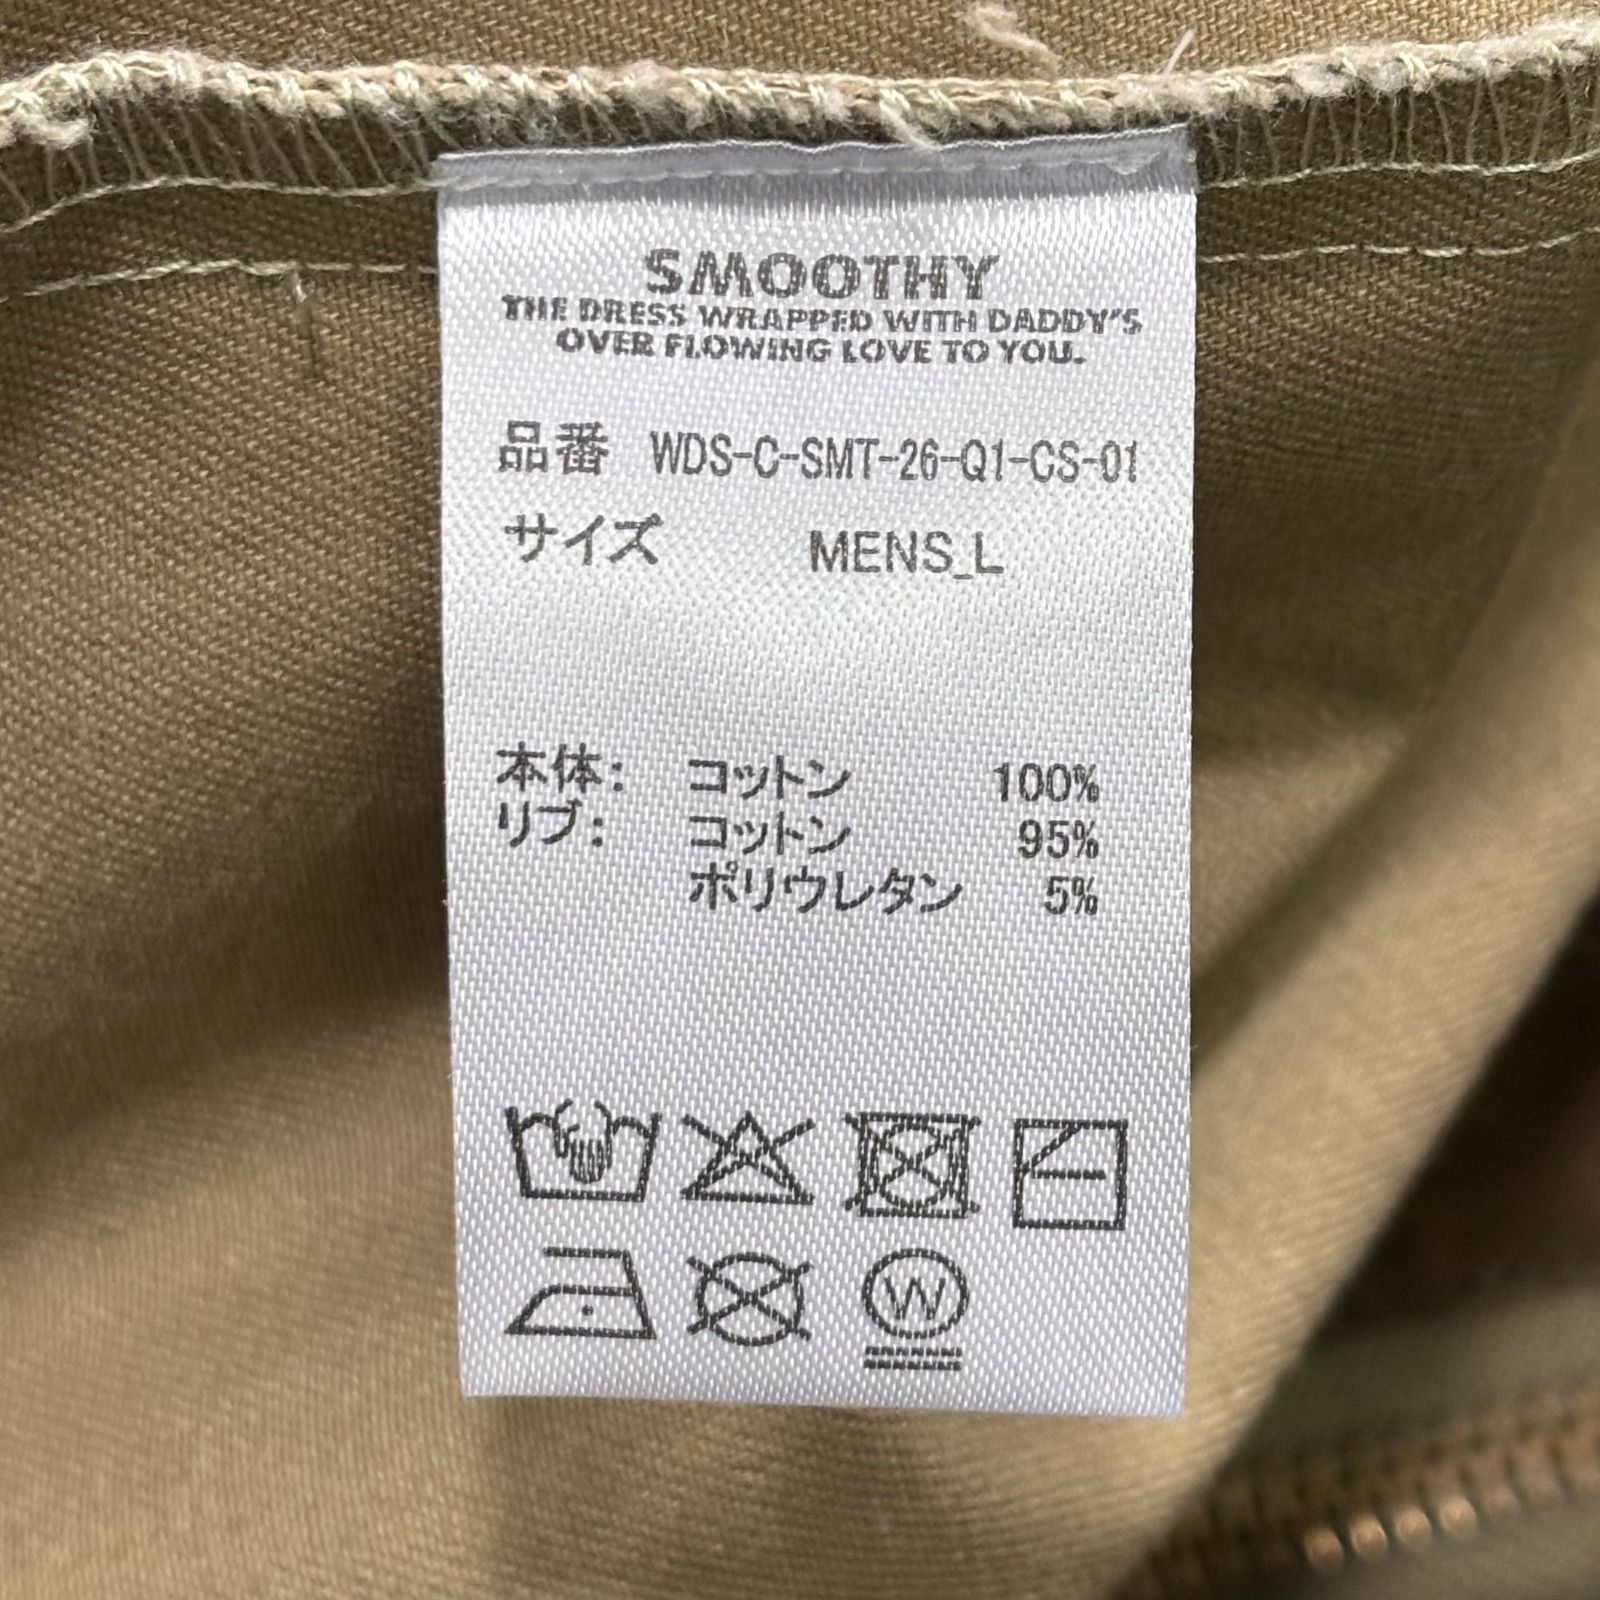 SMOOTHY
THE DRESS WRAPPED WITH DADDY'S
OVER FLOWING LOVE TO YOU.
品番 WDS-C-SMT-26-Q1-CS-01
サイズ MENS_L
本体: コットン 100%
リブ: コットン 95%
ポリウレタン 5%
W